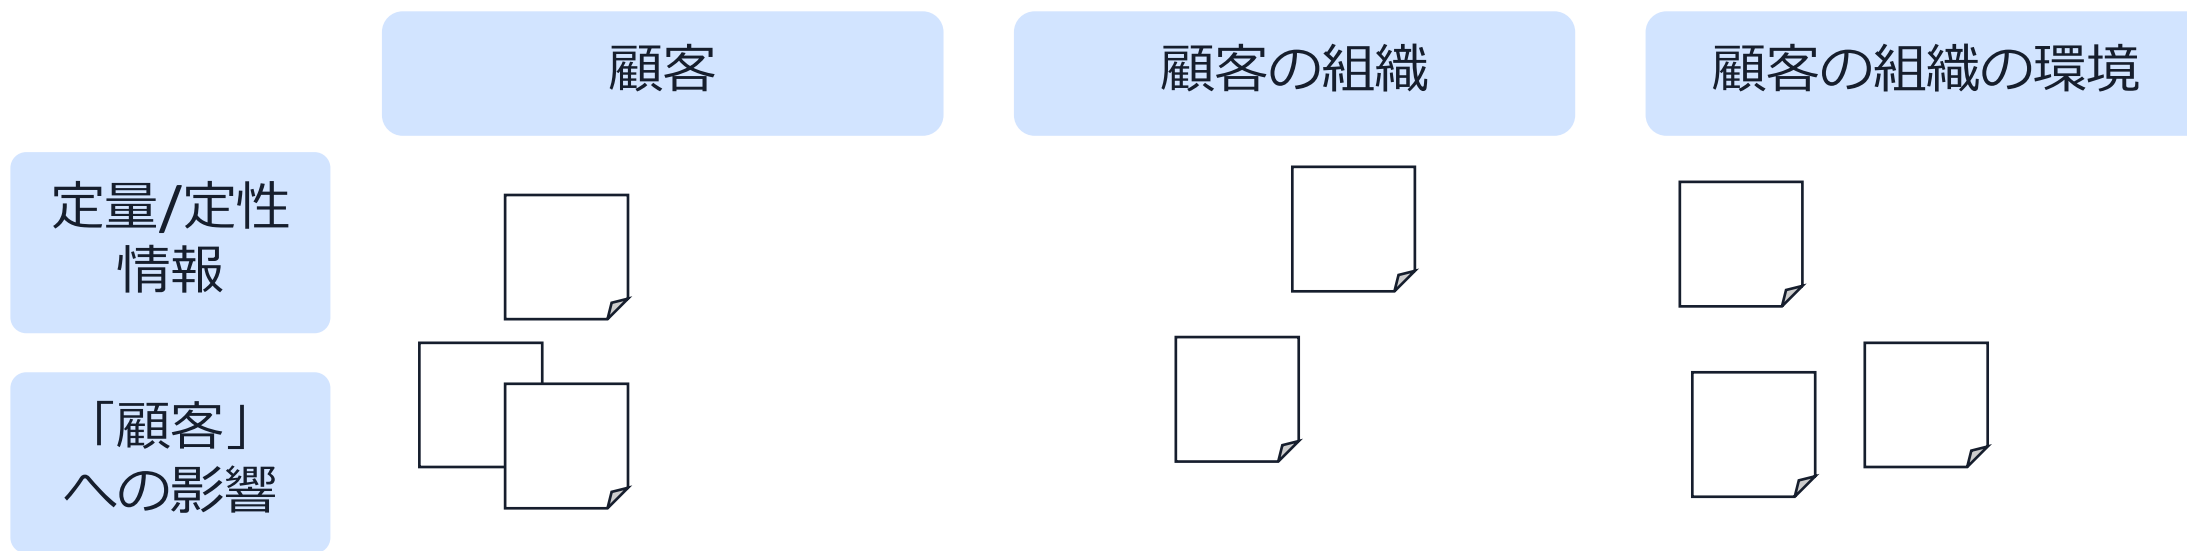 顧客
顧客の組織
顧客の組織の環境
定量/定性
情報
「顧客」
への影響